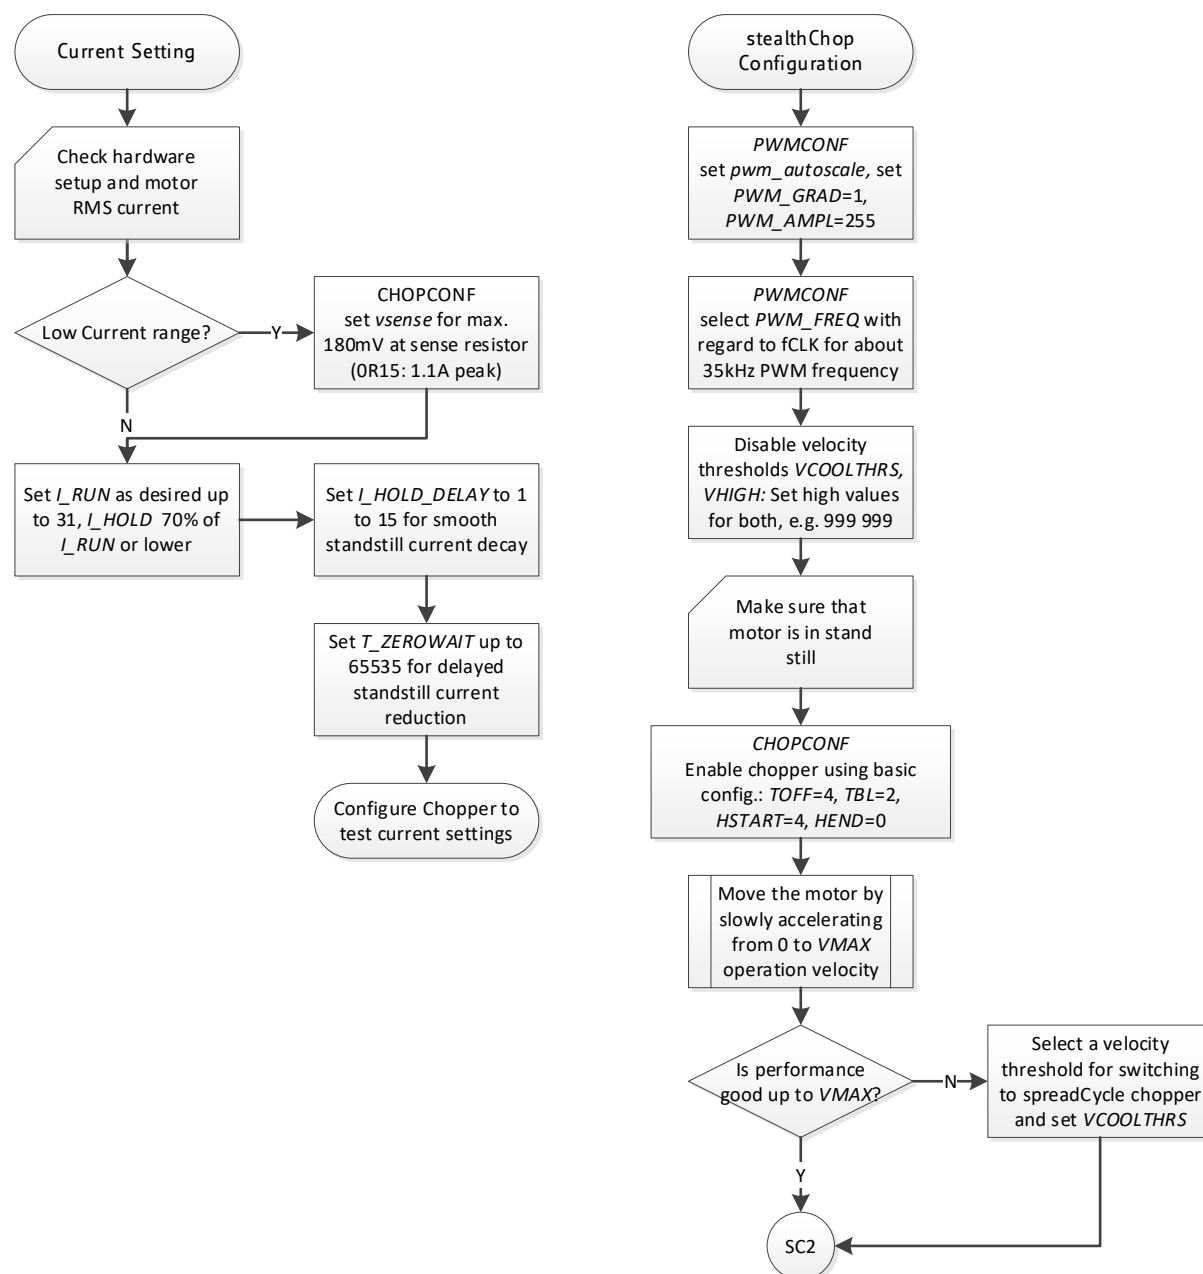 Current Setting
Check hardware
setup and motor
RMS current
Low Current range?
Y
CHOPCONF
set vsense for max.
180mV at sense resistor
(0R15: 1.1A peak)
N
Set I_RUN as desired up
to 31, I_HOLD 70% of
I_RUN or lower
Set I_HOLD_DELAY to 1
to 15 for smooth
standstill current decay
Set T_ZEROWAIT up to
65535 for delayed
standstill current
reduction
Configure Chopper to
test current settings
stealthChop
Configuration
PWMCONF
set pwm_autoscale, set
PWM_GRAD=1,
PWM_AMPL=255
PWMCONF
select PWM_FREQ with
regard to fCLK for about
35kHz PWM frequency
Disable velocity
thresholds VCOOLTHRS,
VHIGH: Set high values
for both, e.g. 999 999
Make sure that
motor is in stand
still
CHOPCONF
Enable chopper using basic
config.: TOFF=4, TBL=2,
HSTART=4, HEND=0
Move the motor by
slowly accelerating
from 0 to VMAX
operation velocity
Is performance
good up to VMAX?
N
Select a velocity
threshold for switching
to spreadCycle chopper
and set VCOOLTHRS
Y
SC2